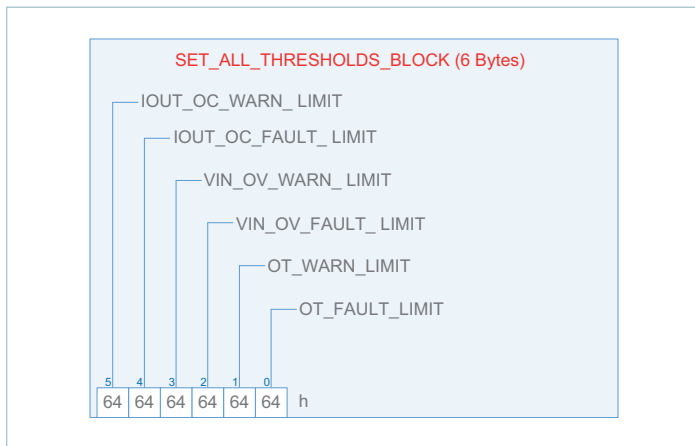 SET_ALL_THRESHOLDS_BLOCK (6 Bytes)
IOUT_OC_WARN_ LIMIT
IOUT_OC_FAULT_ LIMIT
VIN_OV_WARN_ LIMIT
VIN_OV_FAULT_ LIMIT
OT_WARN_LIMIT
OT_FAULT_LIMIT
5 4 3 2 1 0
64 64 64 64 64 64 h